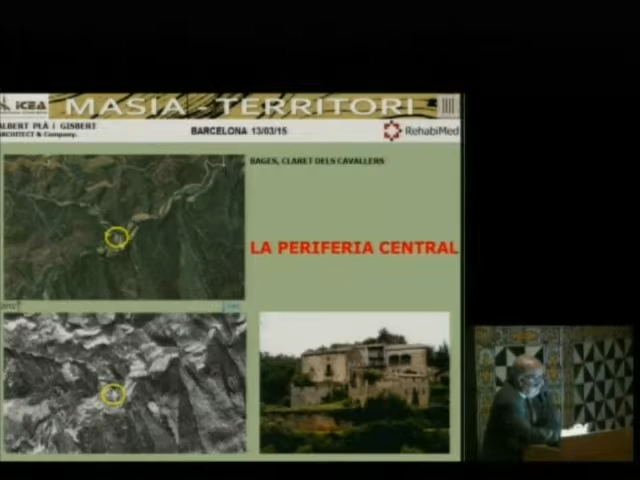 iCEA
MASIA - TERRITORI
ALBERT PLÀ i GISBERT
ARCHITECT & Company.
BARCELONA 13/03/15
RehabiMed
BAGES, CLARET DELS CAVALLERS
LA PERIFERIA CENTRAL